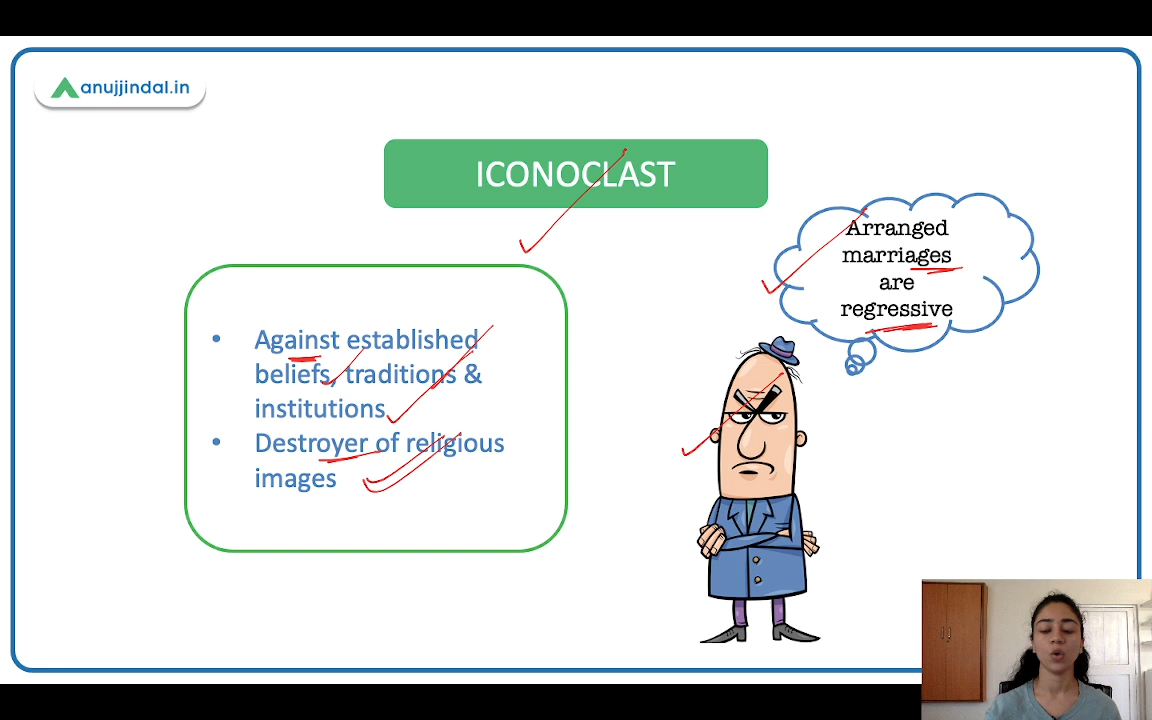 anujjindal.in
ICONOCLAST
Arranged
marriages
are
regressive
• Against established
beliefs, traditions &
institutions
• Destroyer of religious
images